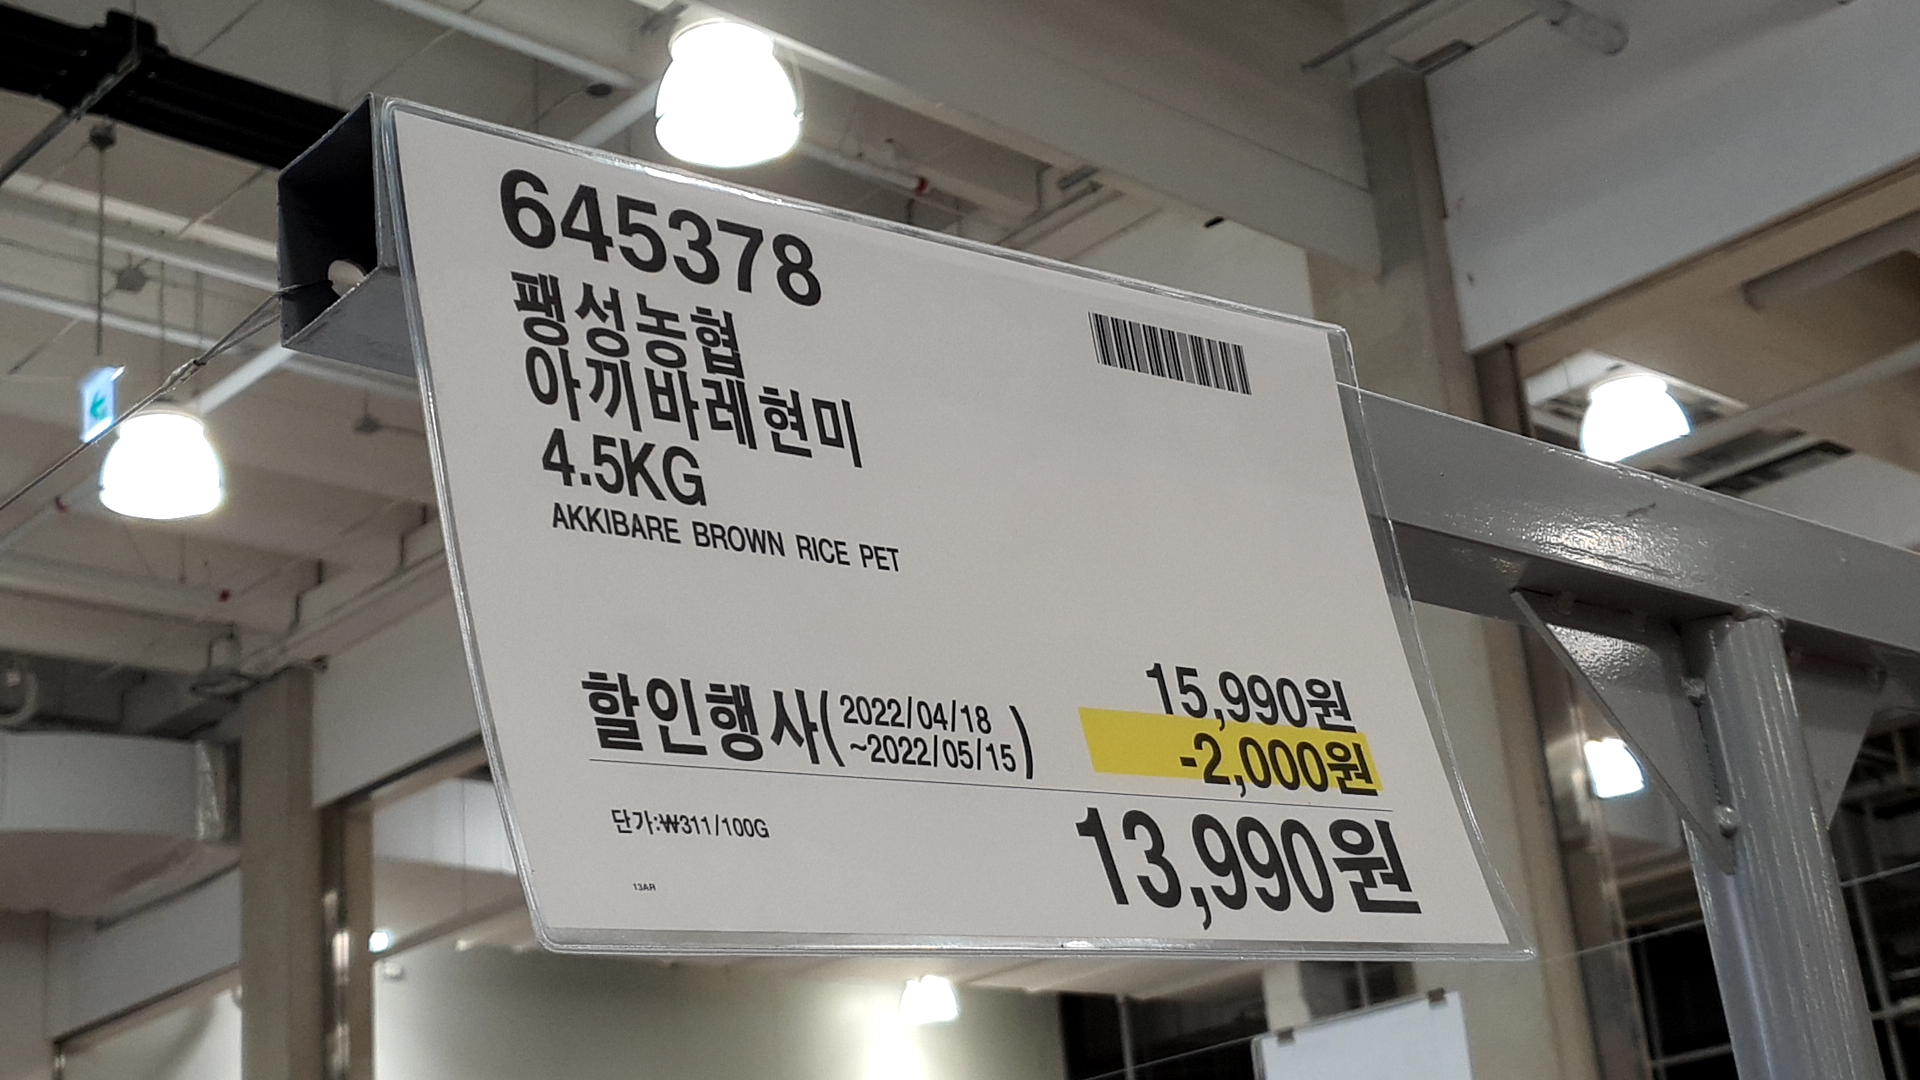 645378
팽성농협
아끼바레현미
4.5KG
AKKIBARE BROWN RICE PET
15,990원
할인행사(2022/04/18
~2022/05/15)
-2,000원
단가:₩311/100G
13,990원
13AR